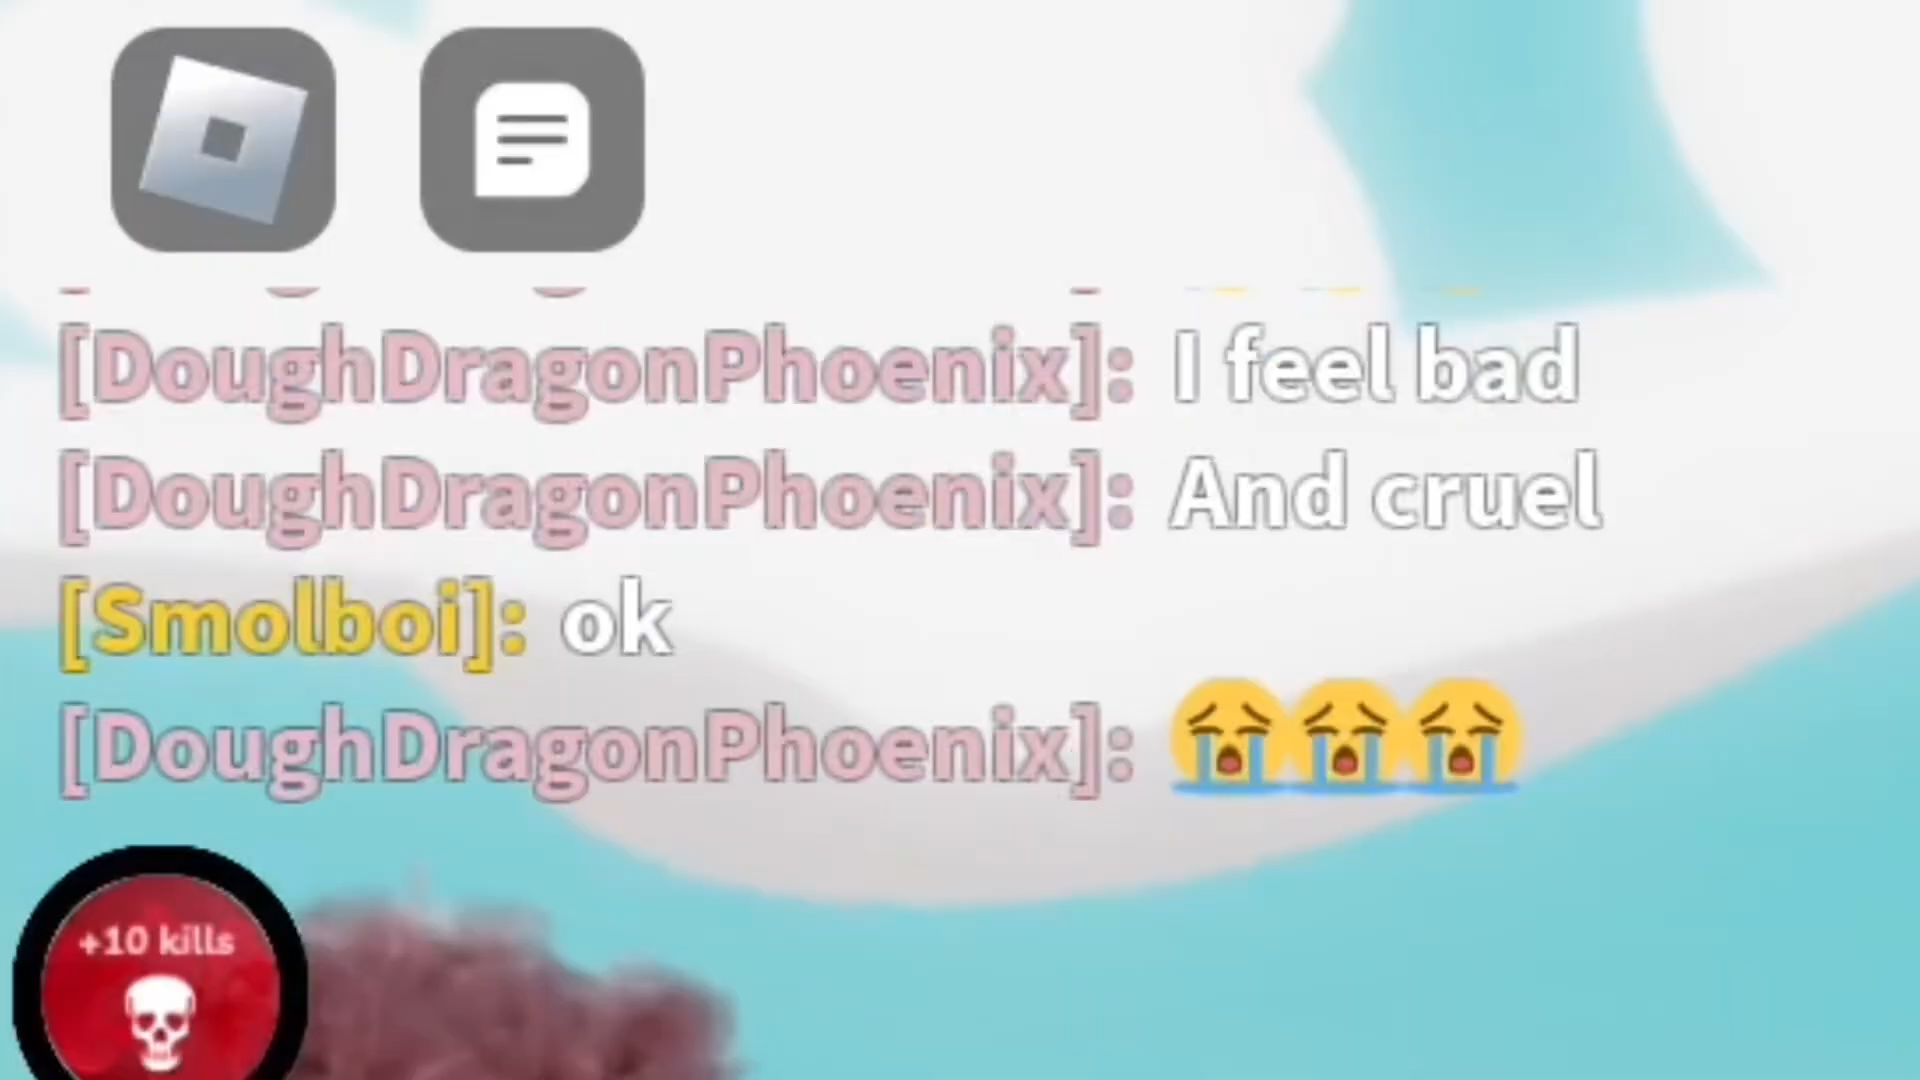 [DoughDragonPhoenix]: I feel bad
[DoughDragonPhoenix]: And cruel
[Smolboi]: ok
[DoughDragonPhoenix]: 😭😭😭
+10 kills